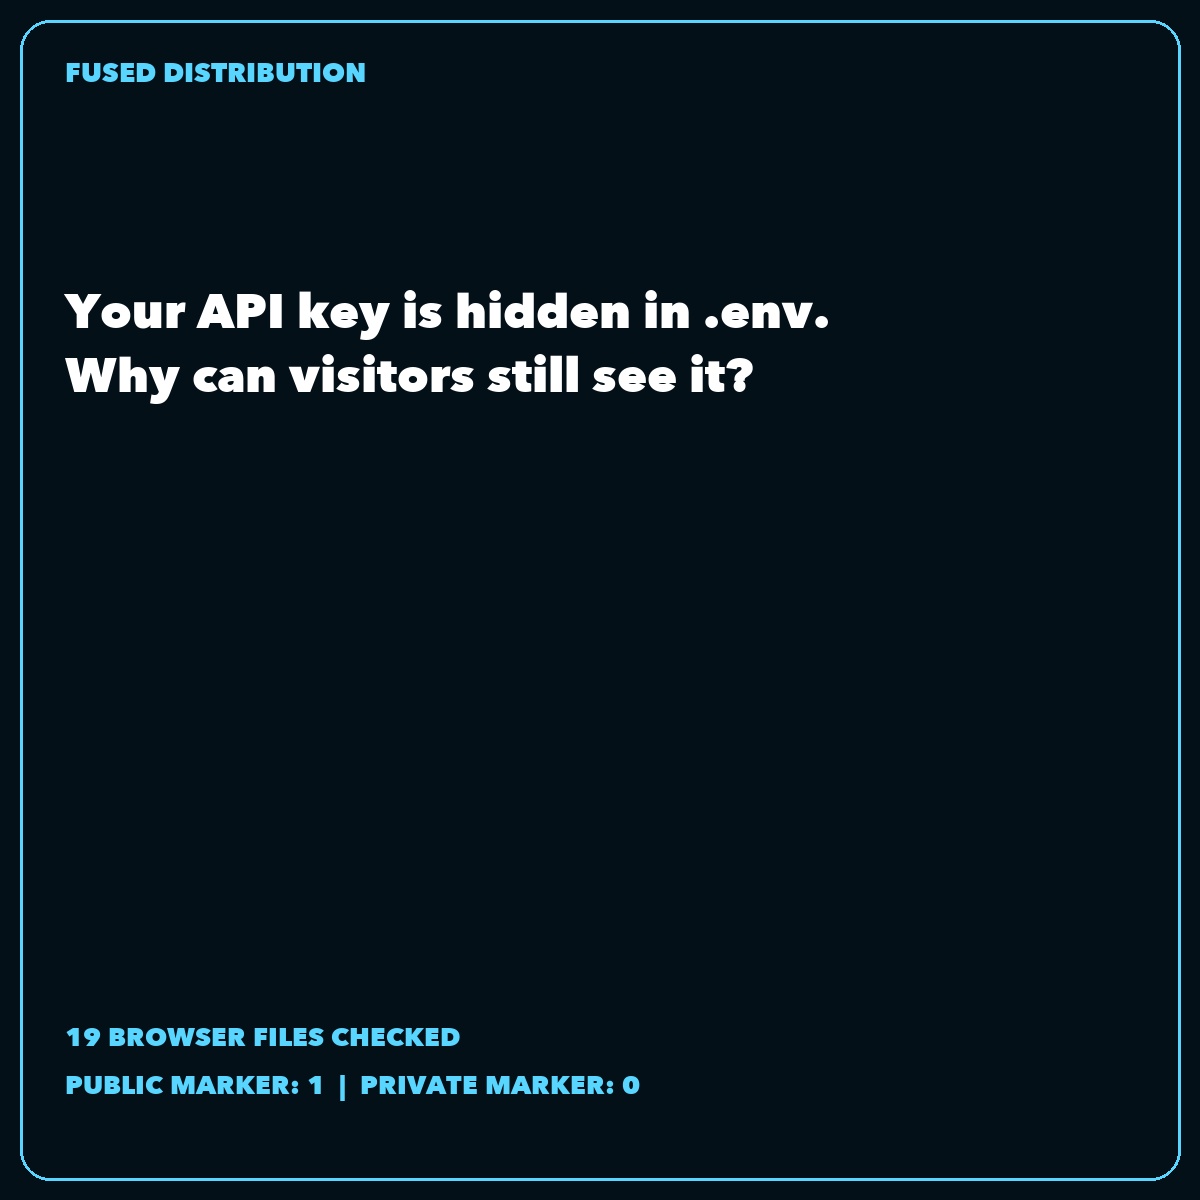 FUSED DISTRIBUTION
Your API key is hidden in .env.
Why can visitors still see it?
19 BROWSER FILES CHECKED
PUBLIC MARKER: 1 | PRIVATE MARKER: 0